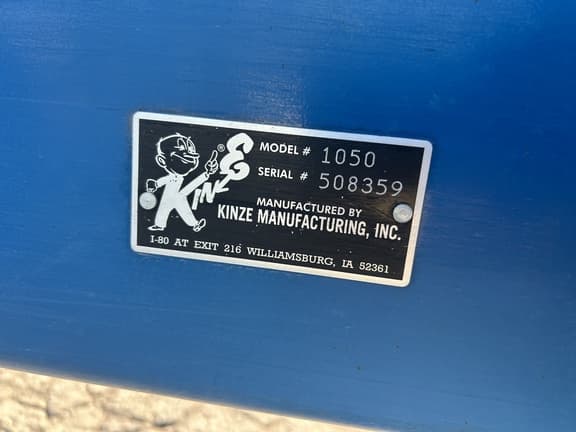 KINZE ®
MODEL # 1050
SERIAL # 508359
MANUFACTURED BY
KINZE MANUFACTURING, INC.
I-80 AT EXIT 216 WILLIAMSBURG, IA 52361